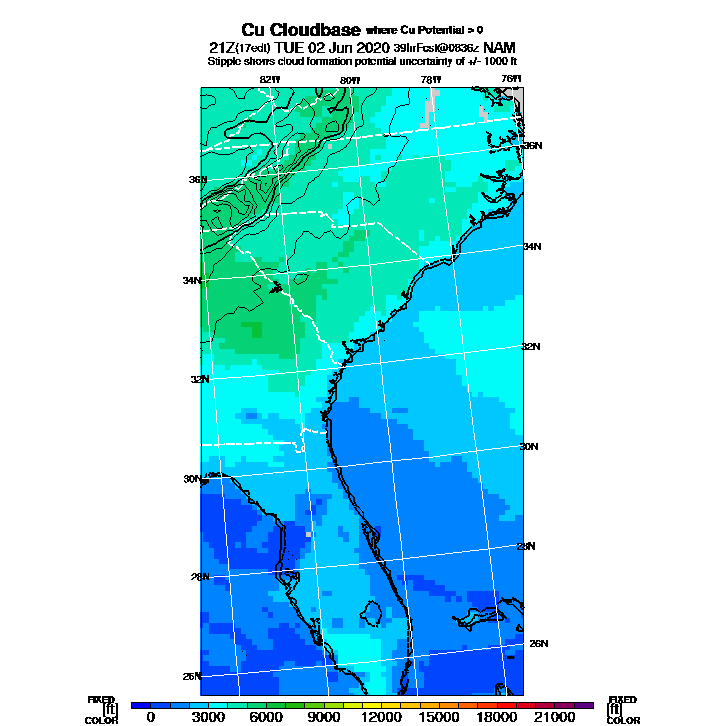 Cu Cloudbase where Cu Potential > 0
21Z(17edt) TUE 02 Jun 2020 39hrFcst@0836z NAM
Stipple shows cloud formation potential uncertainty of +/- 1000 ft
82W 80W 78W 76W
36N
36N
34N
34N
32N
32N
30N
30N
28N
28N
26N
26N
FIXED FIXED
[ft] [ft]
COLOR 0 3000 6000 9000 12000 15000 18000 21000 COLOR